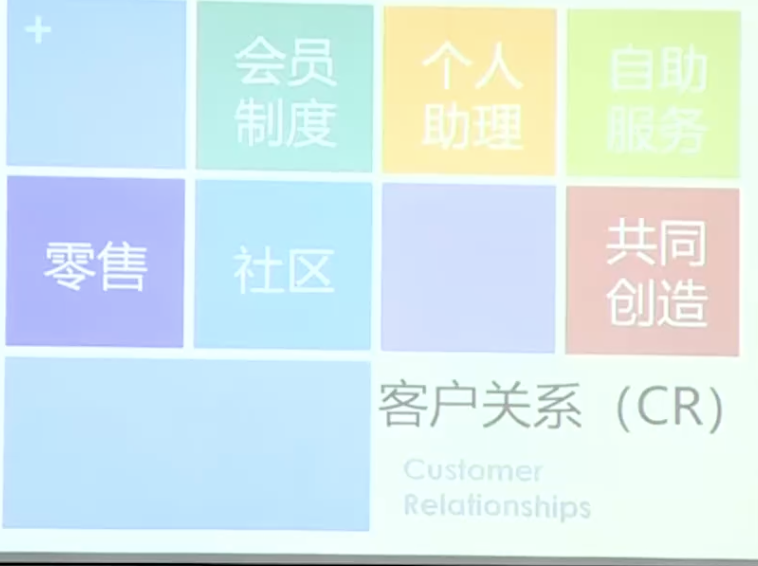 +
会员
制度
个人
助理
自助
服务
零售
社区
共同
创造
客户关系（CR）
Customer
Relationships